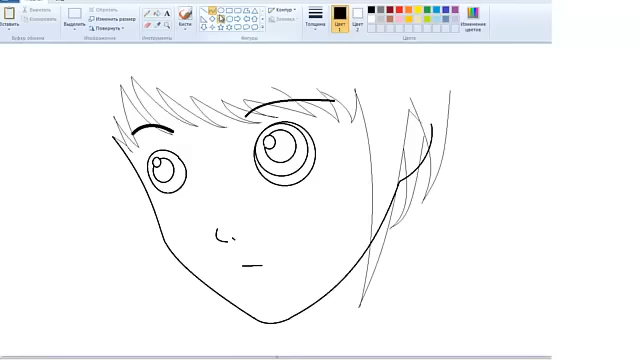 Вставить
Вырезать
Копировать
Выделить
Обрезать
Изменить размер
Повернуть
Кисти
Контур
Заливка
Толщина
Цвет
1
Цвет
2
Изменение
цветов
Буфер обмена
Изображение
Инструменты
Фигуры
Цвета